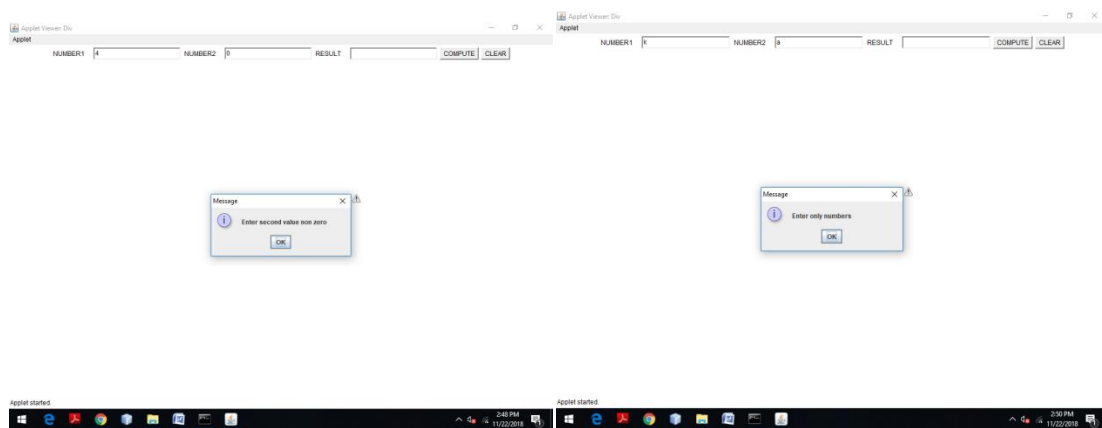 Applet Viewer: Div
Applet
NUMBER1 4 NUMBER2 0 RESULT COMPUTE CLEAR
Message
Enter second value non zero
OK
Applet started.
2:48 PM
11/22/2018
Applet Viewer: Div
Applet
NUMBER1 NUMBER2 a RESULT COMPUTE CLEAR
Message
Enter only numbers
OK
Applet started.
2:50 PM
11/22/2018